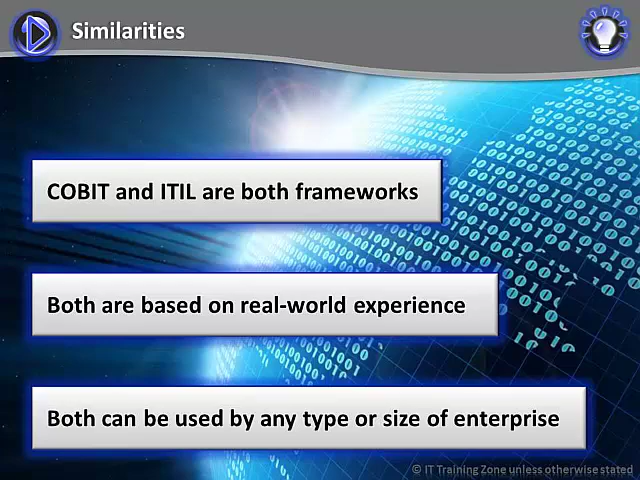 Similarities
COBIT and ITIL are both frameworks
Both are based on real-world experience
Both can be used by any type or size of enterprise
© IT Training Zone unless otherwise stated